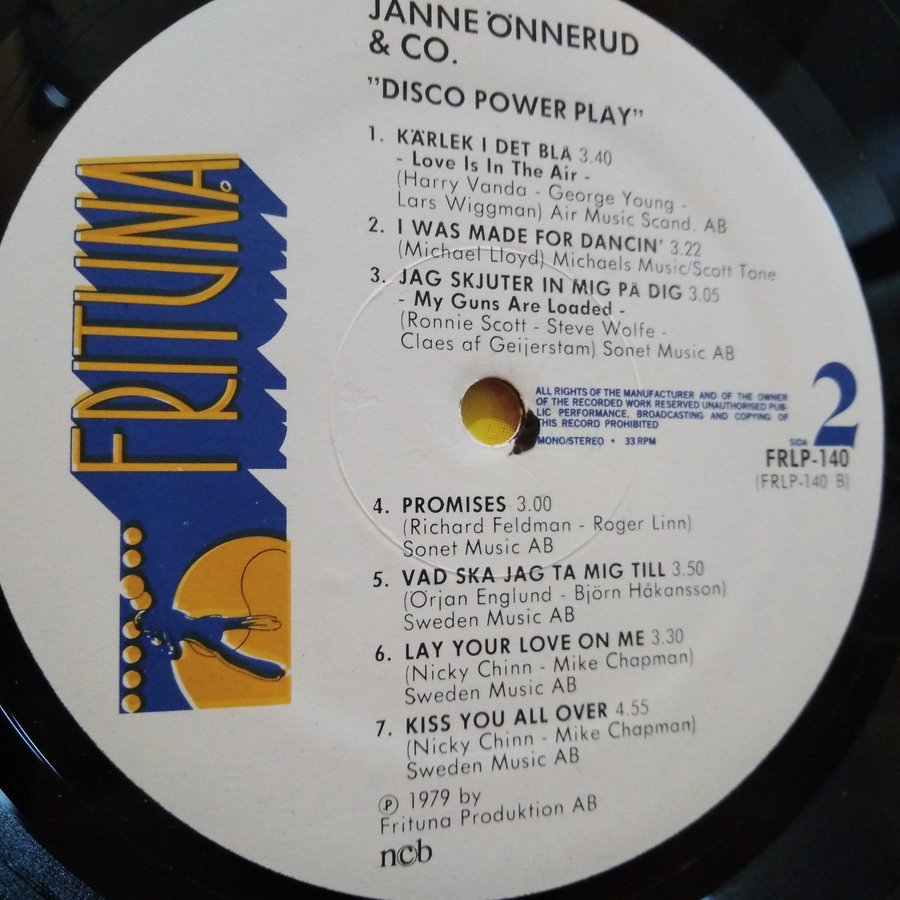 JANNE ÖNNERUD
& CO.
"DISCO POWER PLAY"
1. KÄRLEK I DET BLÅ 3.40
- Love Is In The Air -
(Harry Vanda - George Young -
Lars Wiggman) Air Music Scand. AB
2. I WAS MADE FOR DANCIN' 3.22
(Michael Lloyd) Michaels Music/Scott Tone
3. JAG SKJUTER IN MIG PÅ DIG 3.05
- My Guns Are Loaded -
(Ronnie Scott - Steve Wolfe -
Claes af Geijerstam) Sonet Music AB
FRITUNA
ALL RIGHTS OF THE MANUFACTURER AND OF THE OWNER
OF THE RECORDED WORK RESERVED UNAUTHORISED PUB-
LIC PERFORMANCE, BROADCASTING AND COPYING OF
THIS RECORD PROHIBITED
MONO/STEREO • 33 RPM
SIDA 2
FRLP-140
(FRLP-140 B)
4. PROMISES 3.00
(Richard Feldman - Roger Linn)
Sonet Music AB
5. VAD SKA JAG TA MIG TILL 3.50
(Örjan Englund - Björn Håkansson)
Sweden Music AB
6. LAY YOUR LOVE ON ME 3.30
(Nicky Chinn - Mike Chapman)
Sweden Music AB
7. KISS YOU ALL OVER 4.55
(Nicky Chinn - Mike Chapman)
Sweden Music AB
℗ 1979 by
Frituna Produktion AB
ncb